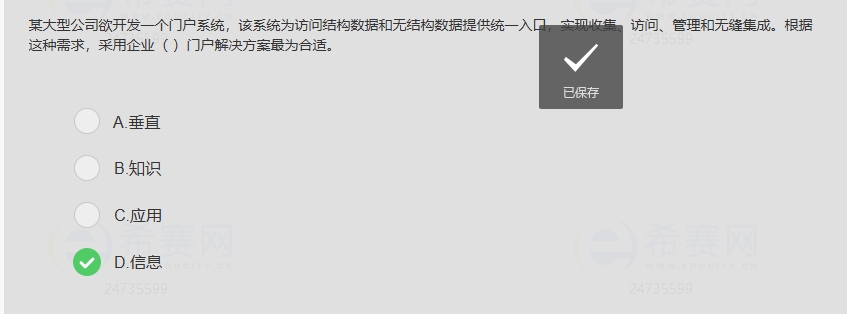 某大型公司欲开发一个门户系统，该系统为访问结构数据和无结构数据提供统一入口，实现收集、访问、管理和无缝集成。根据
这种需求，采用企业（ ）门户解决方案最为合适。
已保存
A.垂直
B.知识
C.应用
D.信息
希赛网
希赛网
24735599
24735599
24735599